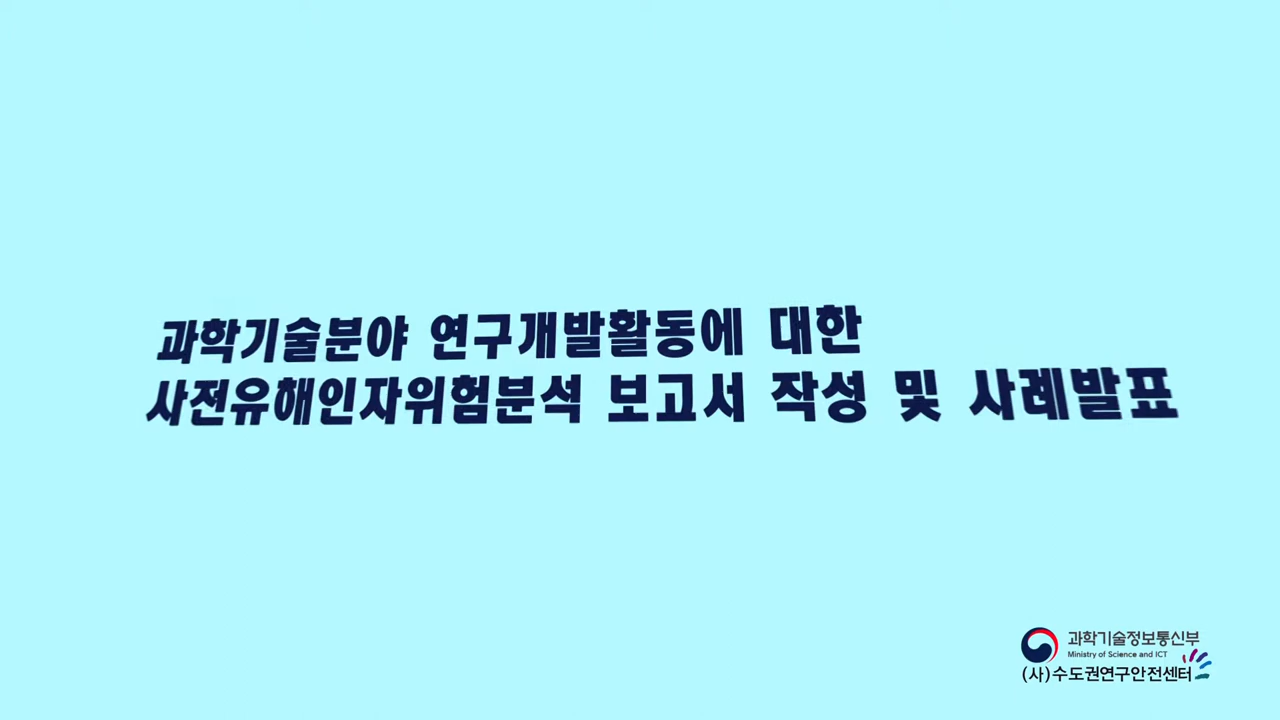 과학기술분야 연구개발활동에 대한
사전유해인자위험분석 보고서 작성 및 사례발표
과학기술정보통신부
Ministry of Science and ICT
(사)수도권연구안전센터